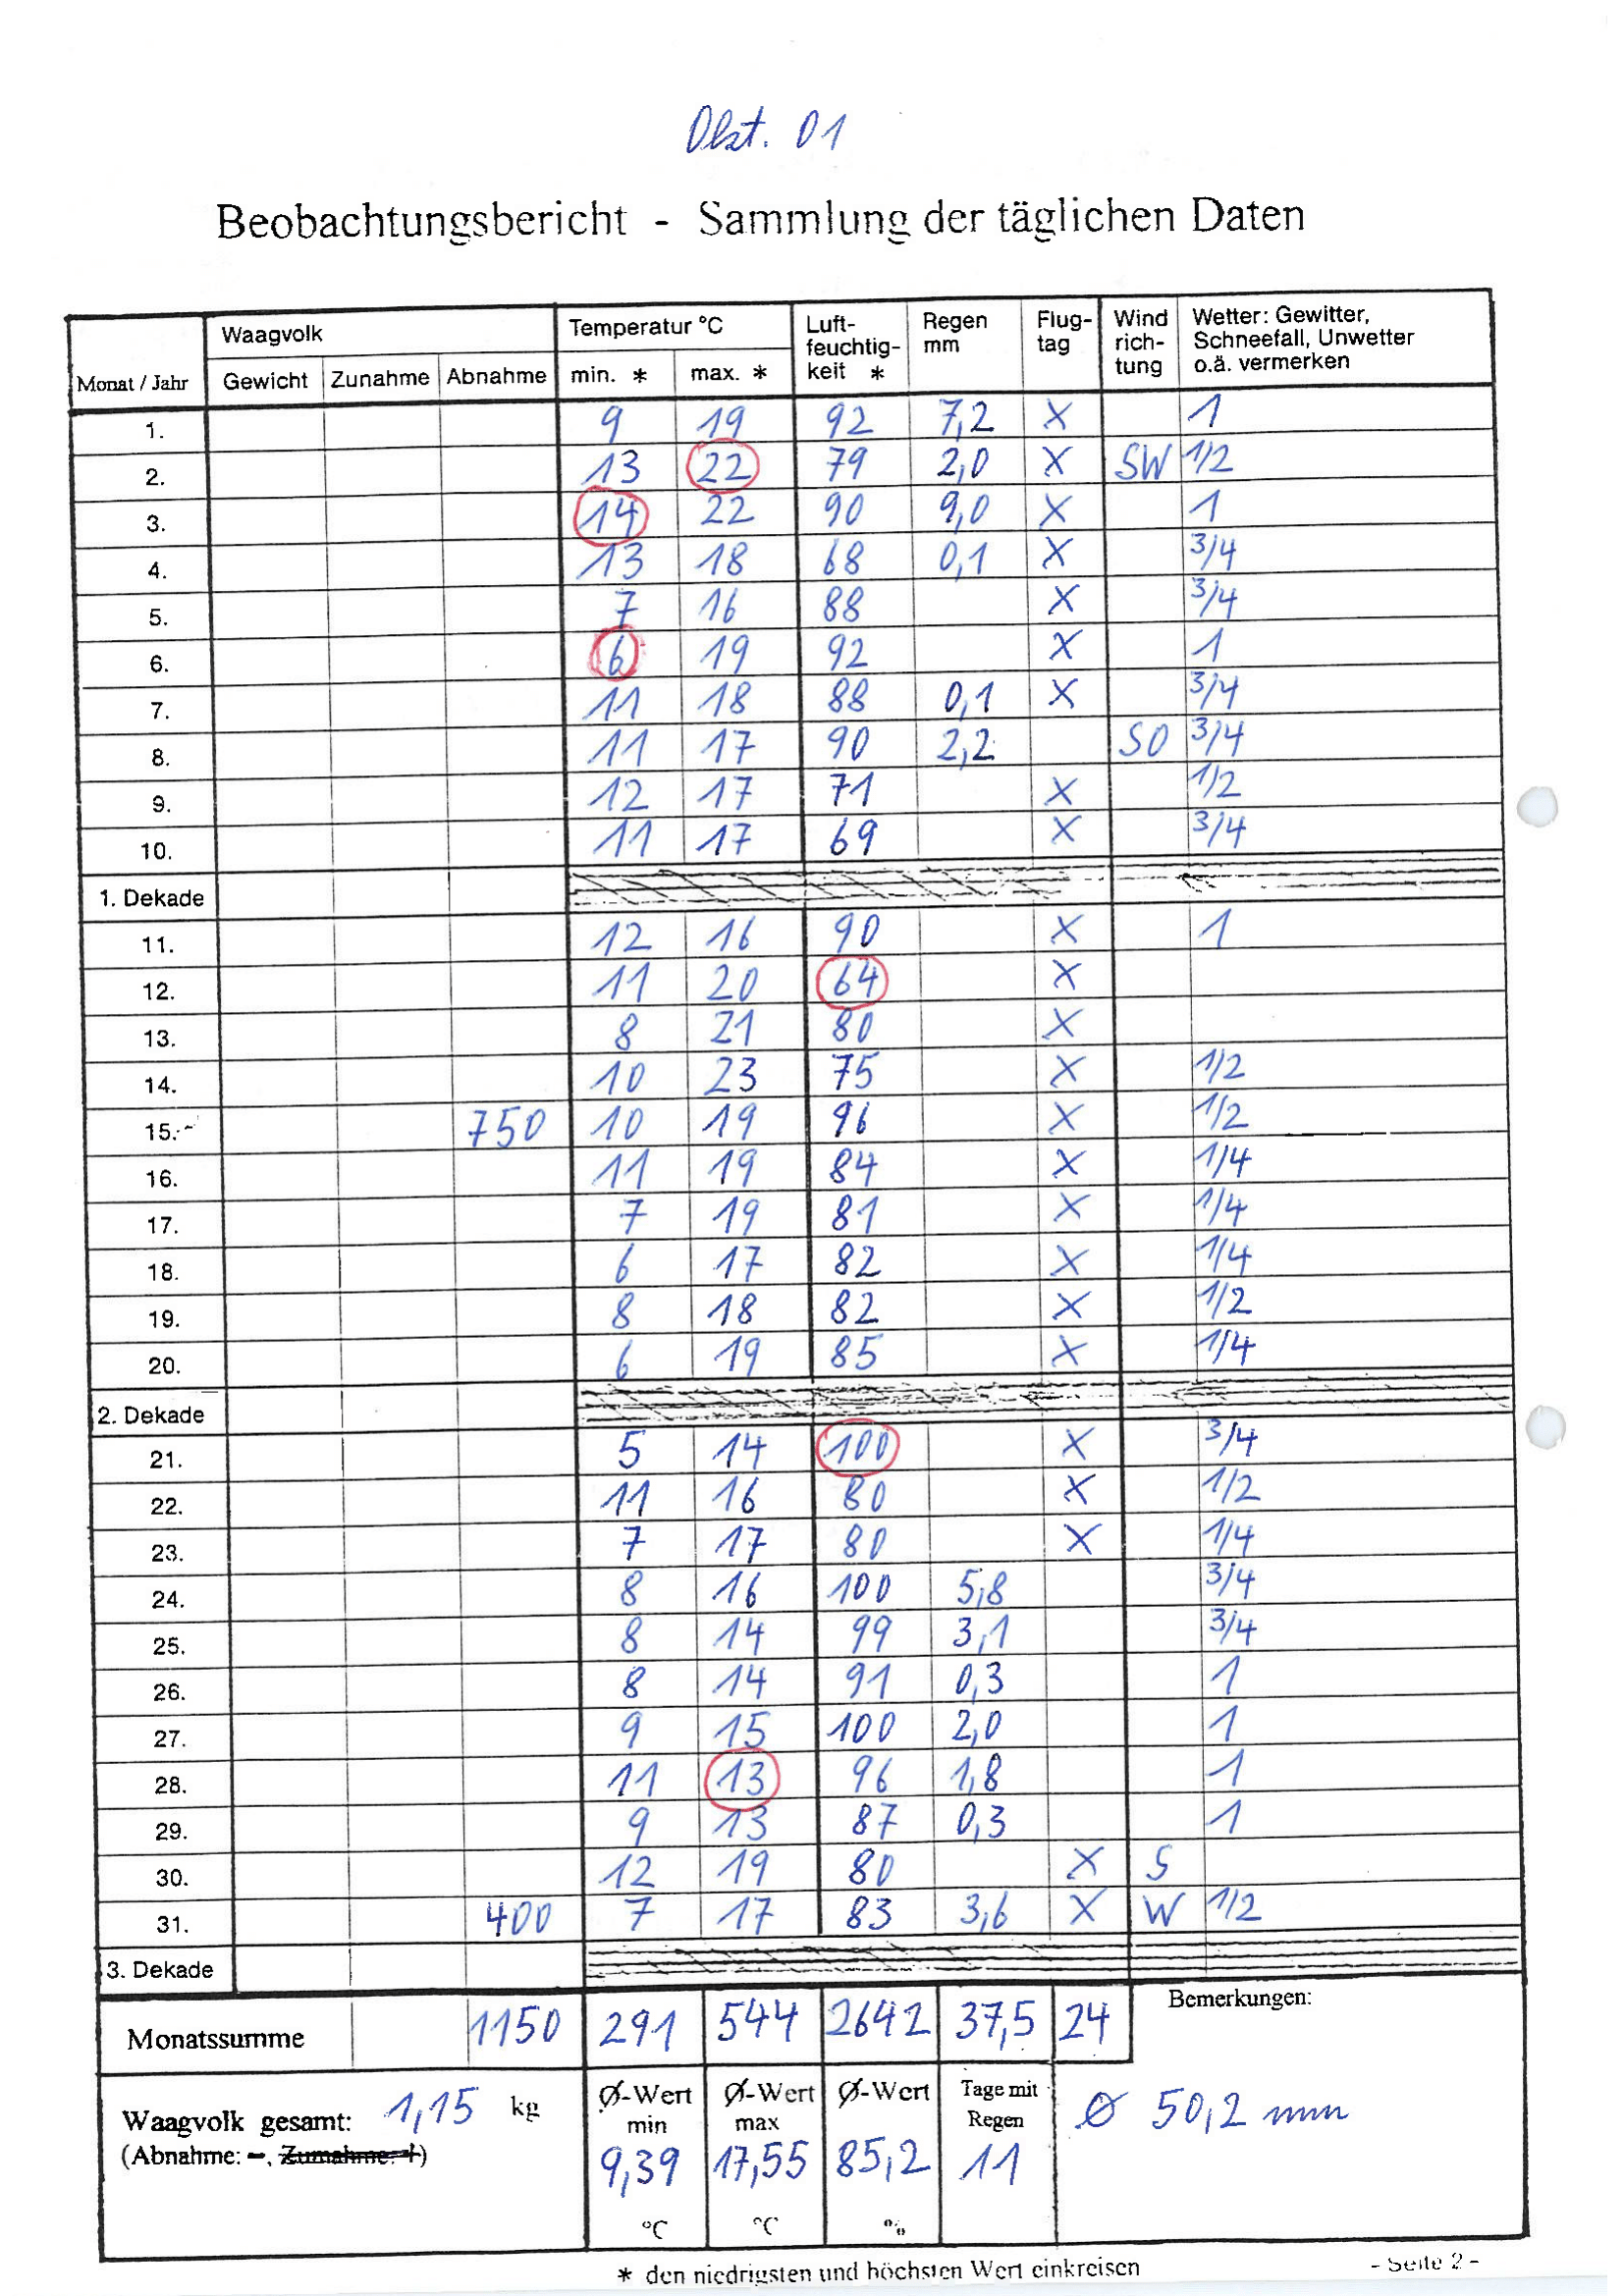 Okt. 01
Beobachtungsbericht - Sammlung der täglichen Daten
Monat / Jahr Waagvolk Temperatur °C Luft-feuchtig-keit * Regen mm Flug-tag Wind rich-tung Wetter: Gewitter, Schneefall, Unwetter o.ä. vermerken
Gewicht Zunahme Abnahme min. * max. *
1. 9 19 92 7,2 X 1
2. 13 22 79 2,0 X SW 1/2
3. 14 22 90 9,0 X 1
4. 13 18 68 0,1 X 3/4
5. 7 16 88 X 3/4
6. 6 19 92 X 1
7. 11 18 88 0,1 X 3/4
8. 11 17 90 2,2 SO 3/4
9. 12 17 71 X 1/2
10. 11 17 69 X 3/4
1. Dekade
11. 12 16 90 X 1
12. 11 20 64 X
13. 8 21 80 X
14. 10 23 75 X 1/2
15. 750 10 19 96 X 1/2
16. 11 19 84 X 1/4
17. 7 19 81 X 1/4
18. 6 17 82 X 1/4
19. 8 18 82 X 1/2
20. 6 19 85 X 1/4
2. Dekade
21. 5 14 100 X 3/4
22. 11 16 80 X 1/2
23. 7 17 80 X 1/4
24. 8 16 100 5,8 3/4
25. 8 14 99 3,1 3/4
26. 8 14 91 0,3 1
27. 9 15 100 2,0 1
28. 11 13 96 1,8 1
29. 9 13 87 0,3 1
30. 12 19 80 X S
31. 400 7 17 83 3,6 X W 1/2
3. Dekade
Monatssumme 1150 291 544 2642 37,5 24 Bemerkungen:
Waagvolk gesamt: 1,15 kg Ø-Wert min Ø-Wert max Ø-Wert Tage mit Regen Ø 50,2 mm
(Abnahme: -, Zunahme: +) 9,39 17,55 85,2 11
°C °C %
* den niedrigsten und höchsten Wert einkreisen - Seite 2 -